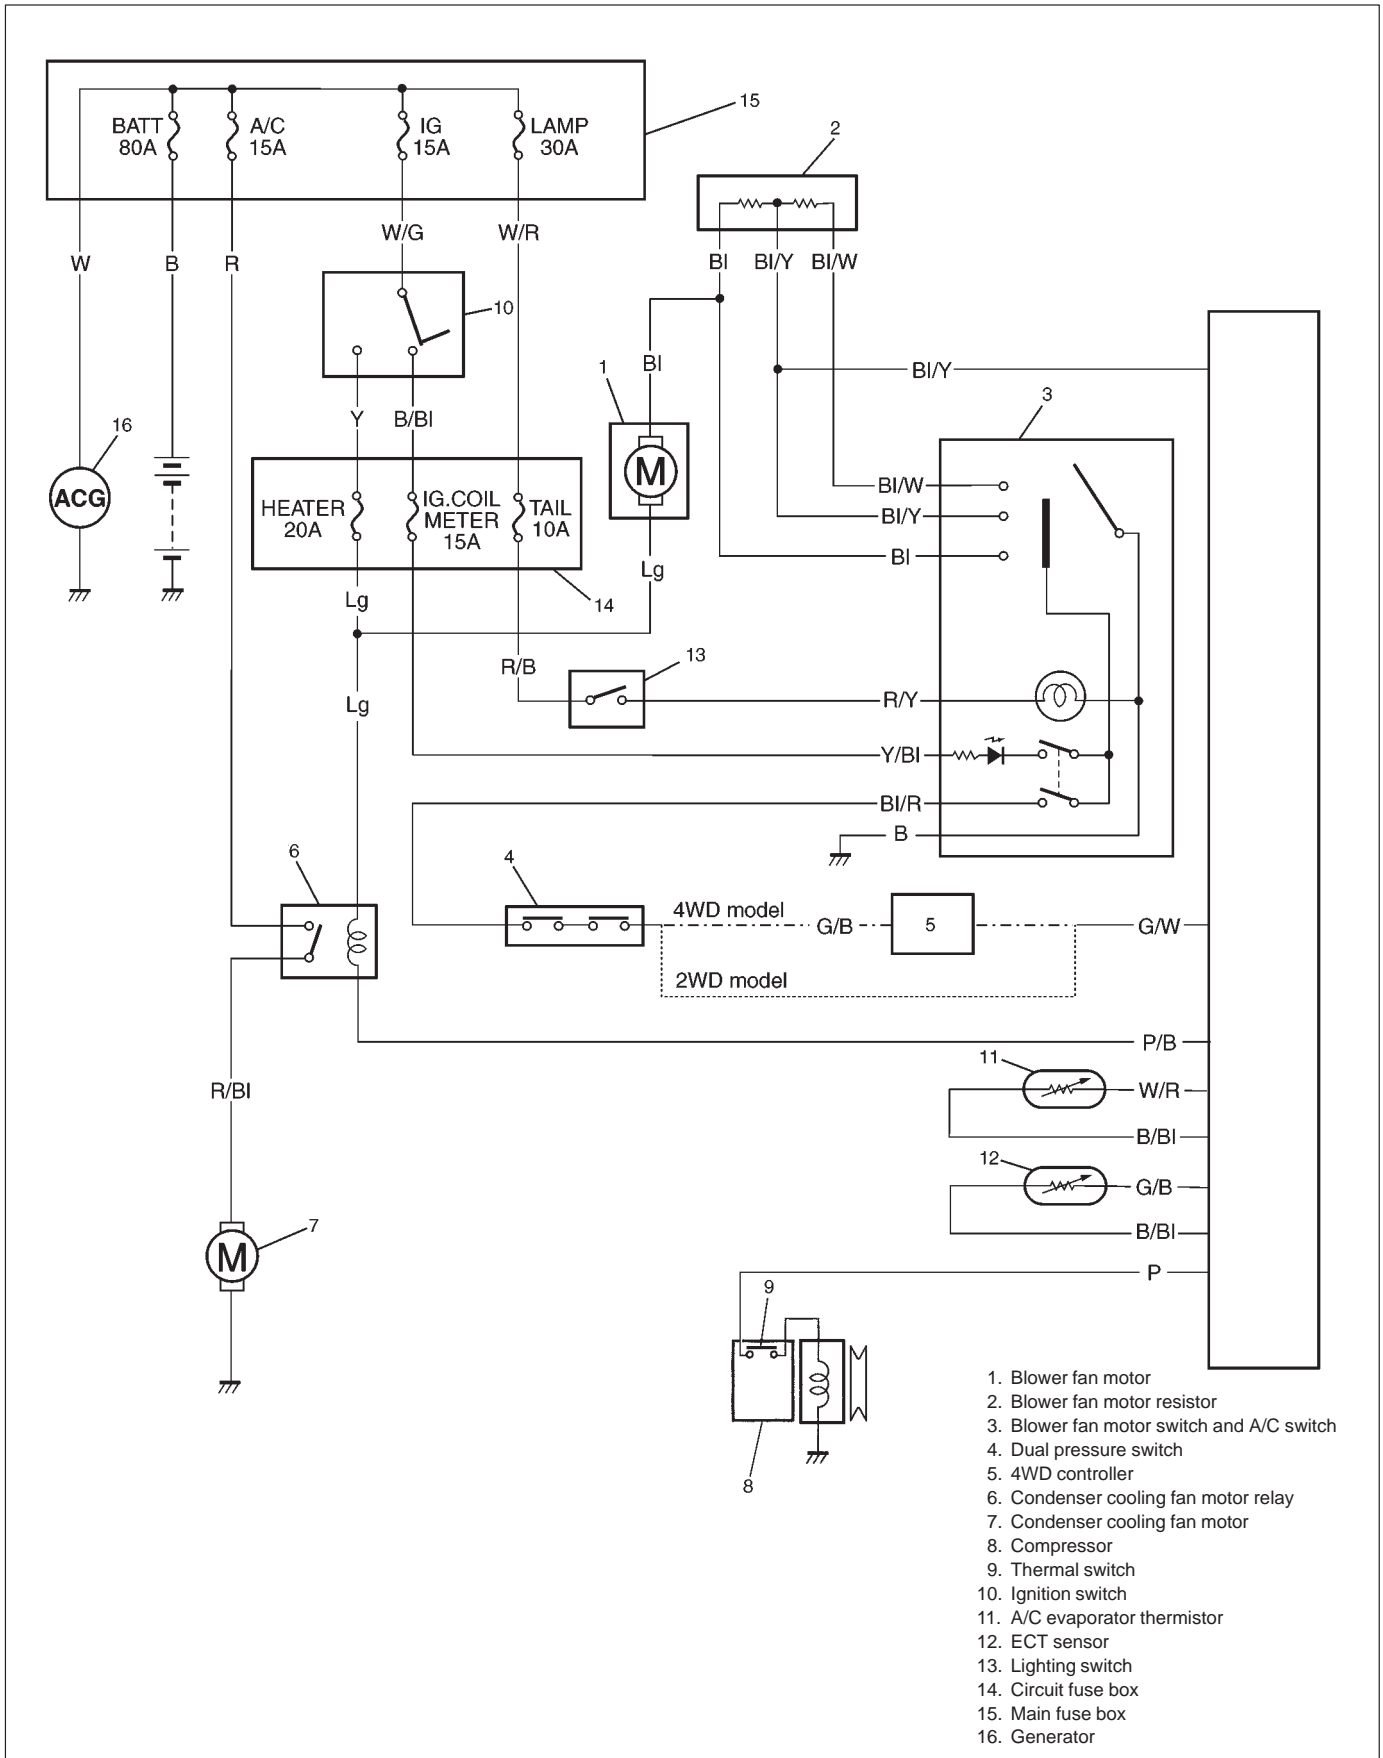 15
BATT
80A
A/C
15A
IG
15A
LAMP
30A
2
W/G
W/R
W
B
R
Bl
Bl/Y
Bl/W
10
Bl
1
Bl/Y
3
Y
B/Bl
16
ACG
M
HEATER
20A
IG.COIL
METER
15A
TAIL
10A
Bl/W
Bl/Y
Bl
Lg
Lg
14
R/B
13
Lg
R/Y
Y/Bl
Bl/R
B
6
4
4WD model
G/B
5
G/W
2WD model
P/B
11
W/R
R/Bl
B/Bl
12
G/B
B/Bl
7
M
P
9
8
1. Blower fan motor
2. Blower fan motor resistor
3. Blower fan motor switch and A/C switch
4. Dual pressure switch
5. 4WD controller
6. Condenser cooling fan motor relay
7. Condenser cooling fan motor
8. Compressor
9. Thermal switch
10. Ignition switch
11. A/C evaporator thermistor
12. ECT sensor
13. Lighting switch
14. Circuit fuse box
15. Main fuse box
16. Generator